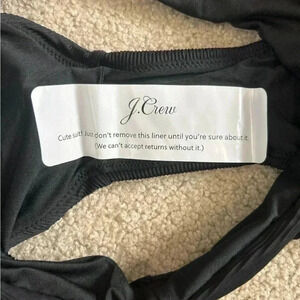 J.Crew
Cute suit! Just don't remove this liner until you're sure about it.
(We can't accept returns without it.)